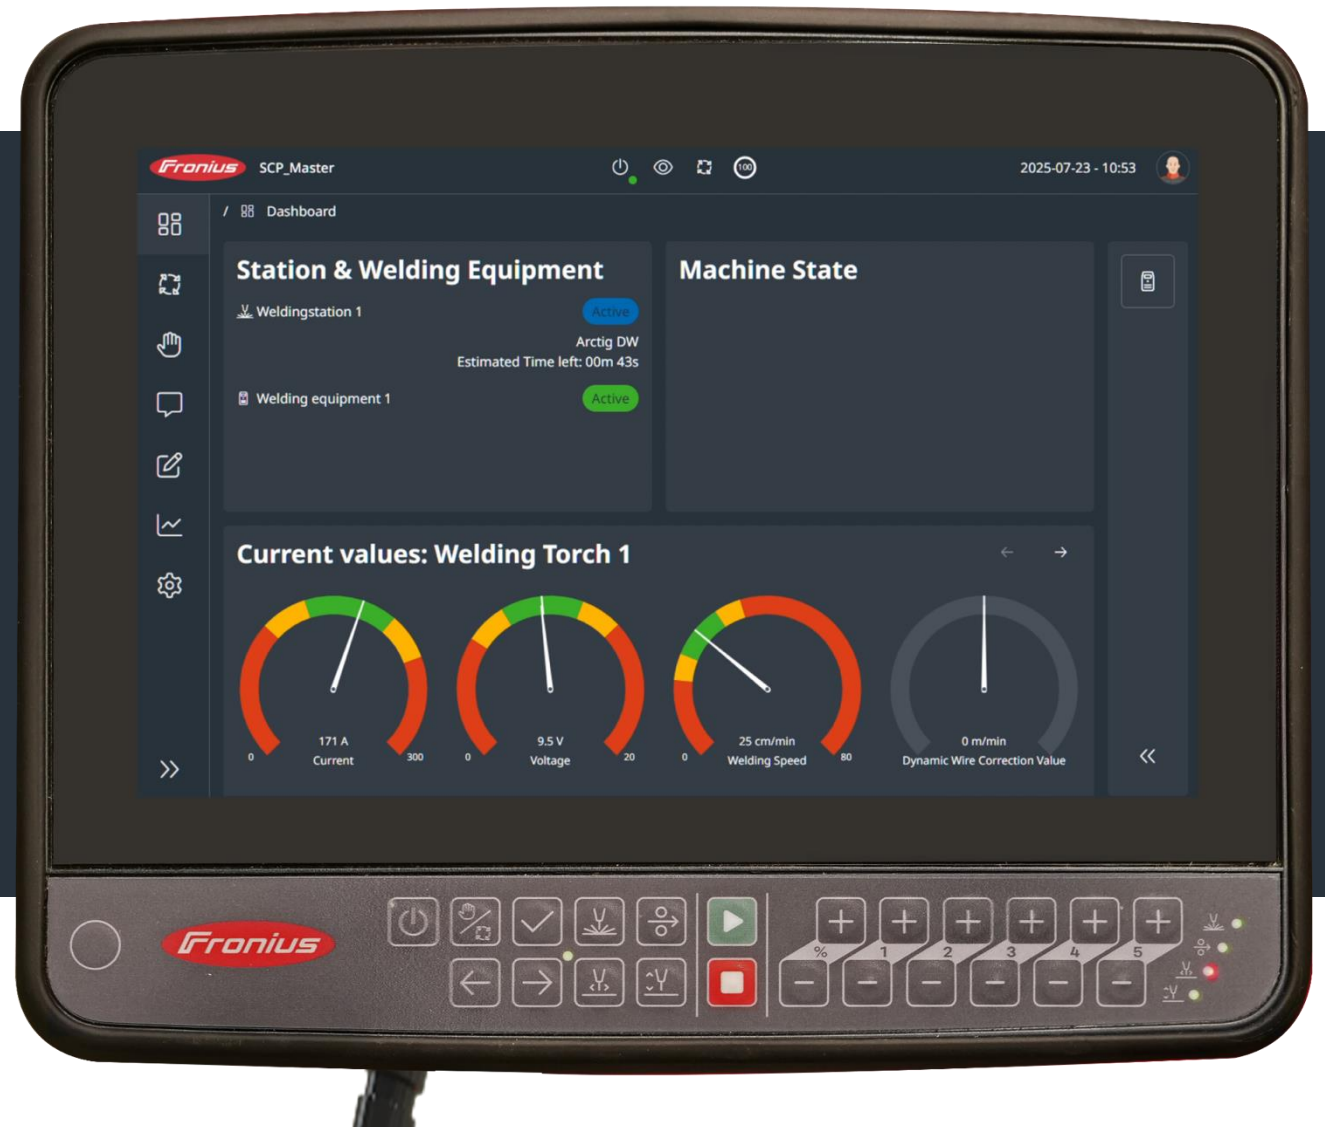 Fronius SCP_Master 100 2025-07-23 - 10:53
/ Dashboard
Station & Welding Equipment
Weldingstation 1 Active
Arctig DW
Estimated Time left: 00m 43s
Welding equipment 1 Active
Machine State
Current values: Welding Torch 1
0 171 A 300
Current
0 9.5 V 20
Voltage
0 25 cm/min 80
Welding Speed
0 m/min
Dynamic Wire Correction Value
Fronius
% 1 2 3 4 5